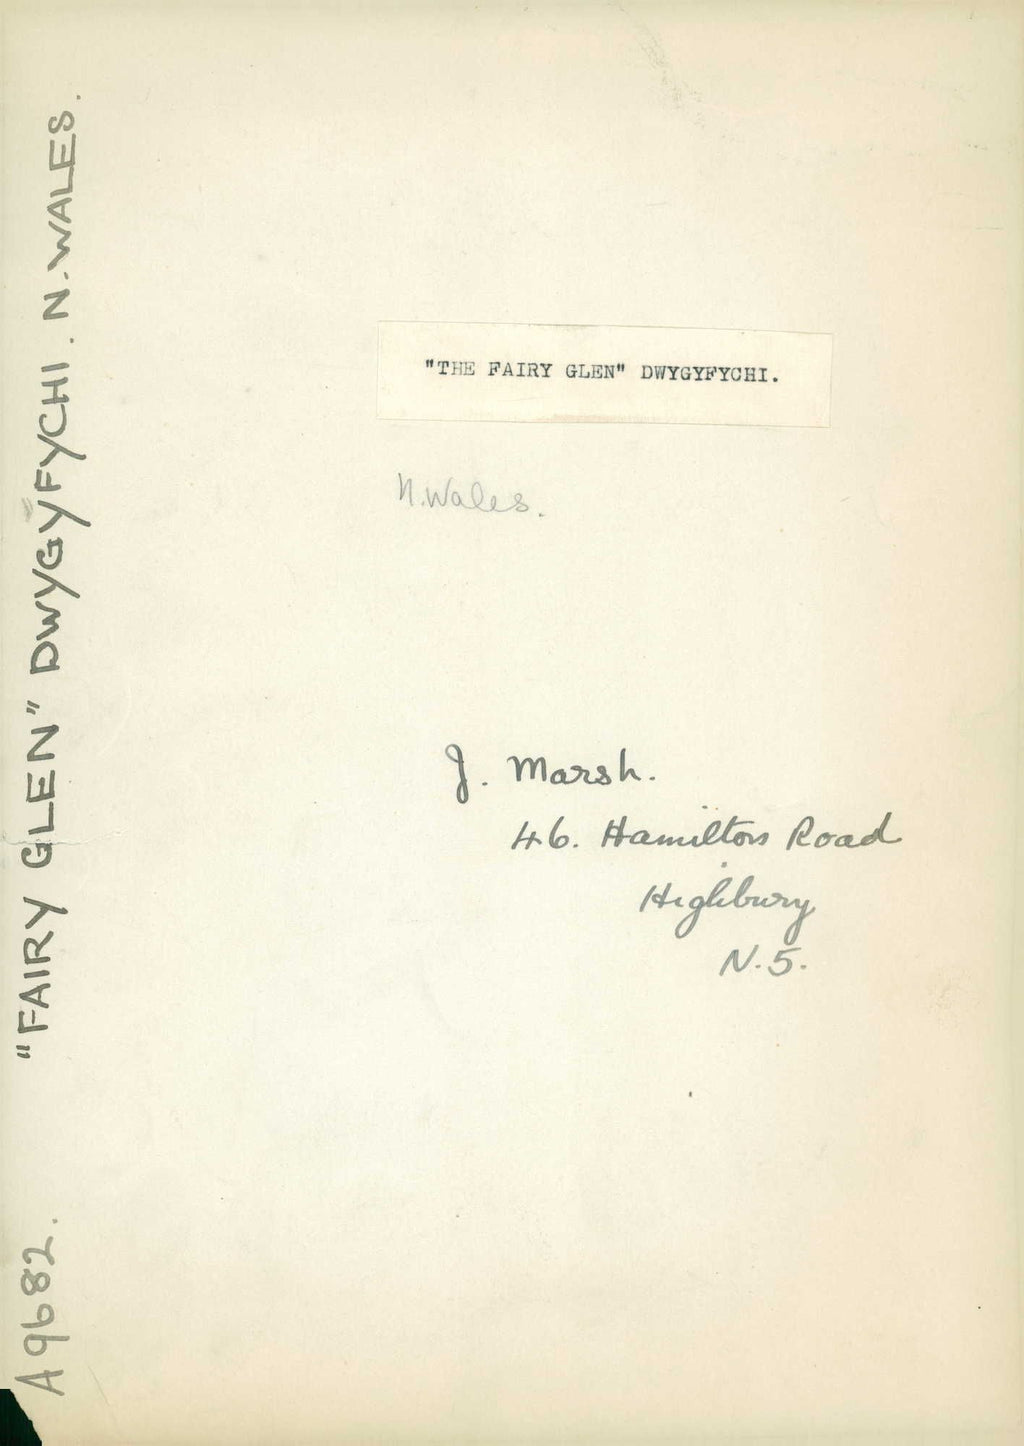 "FAIRY GLEN" DWYGYFYCHI. N. WALES.
A9682.
"THE FAIRY GLEN" DWYGYFYCHI.
N. Wales.
J. Marsh.
46. Hamilton Road
Highbury
N.5.